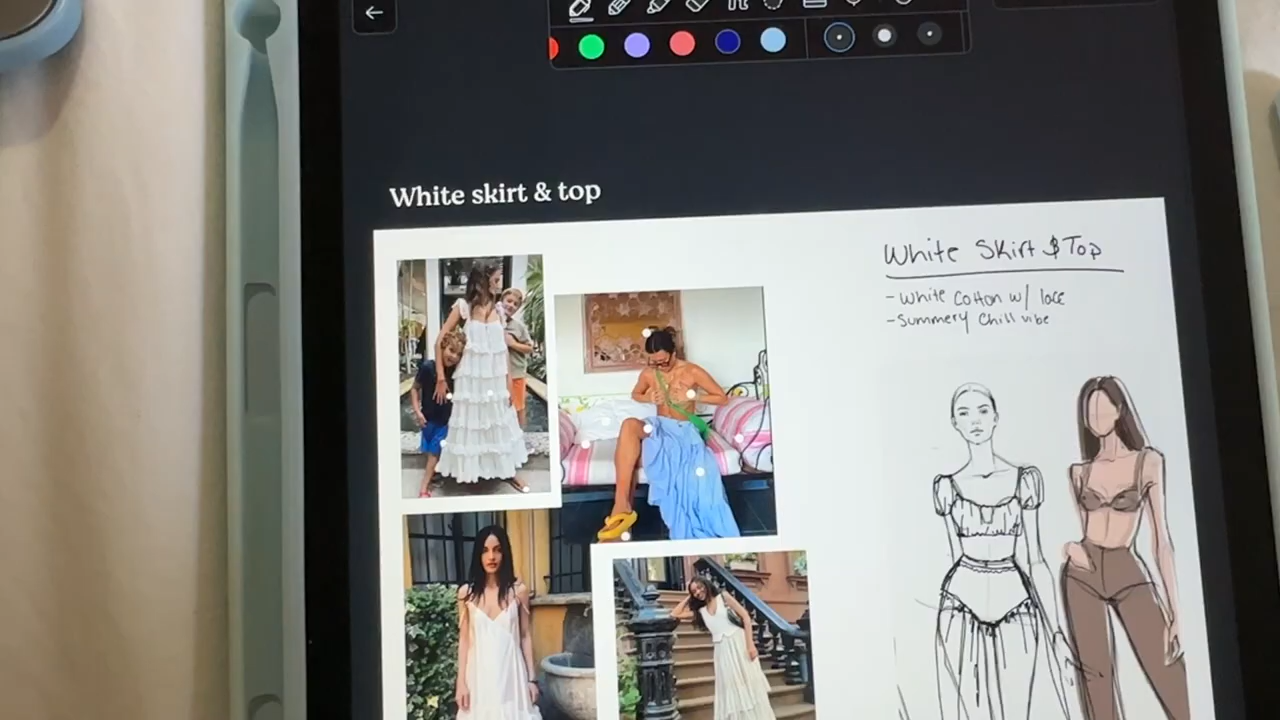 White skirt & top
White Skirt & Top
- White cotton w/ lace
- Summery chill vibe